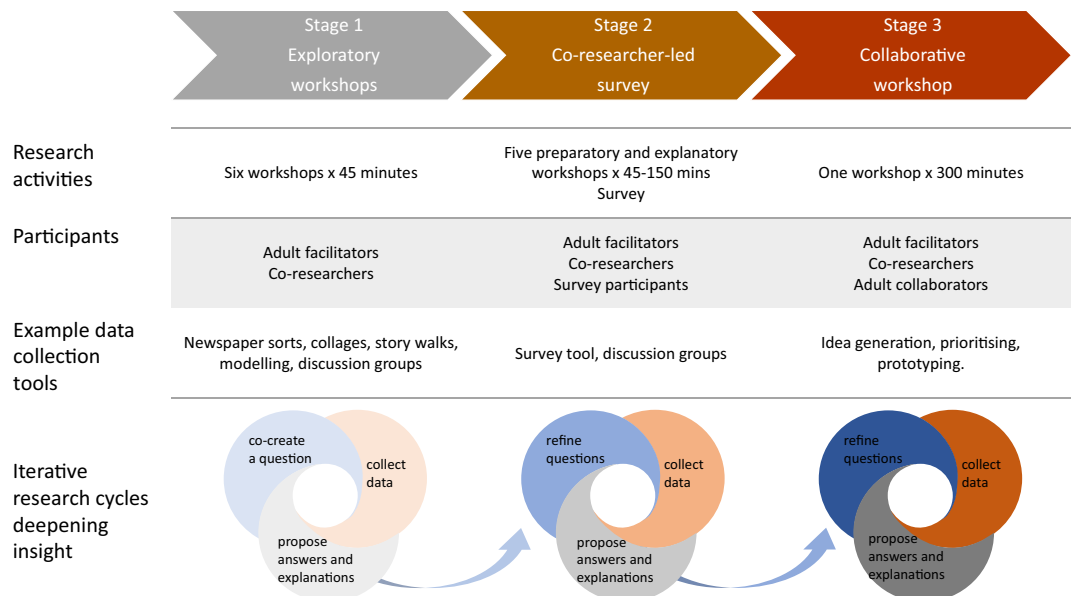 Stage 1
Exploratory
workshops
Stage 2
Co-researcher-led
survey
Stage 3
Collaborative
workshop
Research
activities
Six workshops x 45 minutes
Five preparatory and explanatory
workshops x 45-150 mins
Survey
One workshop x 300 minutes
Participants
Adult facilitators
Co-researchers
Adult facilitators
Co-researchers
Survey participants
Adult facilitators
Co-researchers
Adult collaborators
Example data
collection
tools
Newspaper sorts, collages, story walks,
modelling, discussion groups
Survey tool, discussion groups
Idea generation, prioritising,
prototyping.
Iterative
research cycles
deepening
insight
co-create
a question
collect
data
propose
answers and
explanations
refine
questions
collect
data
propose
answers and
explanations
refine
questions
collect
data
propose
answers and
explanations